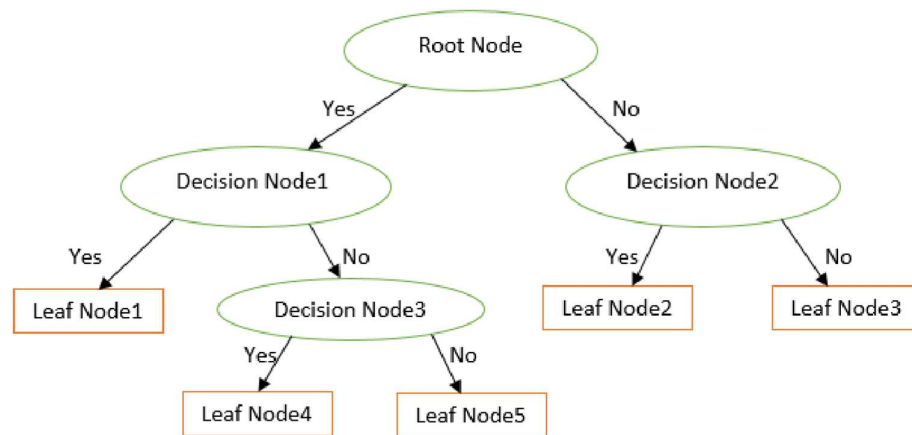 Root Node
Yes
No
Decision Node1
Decision Node2
Yes
No
Yes
No
Leaf Node1
Decision Node3
Leaf Node2
Leaf Node3
Yes
No
Leaf Node4
Leaf Node5